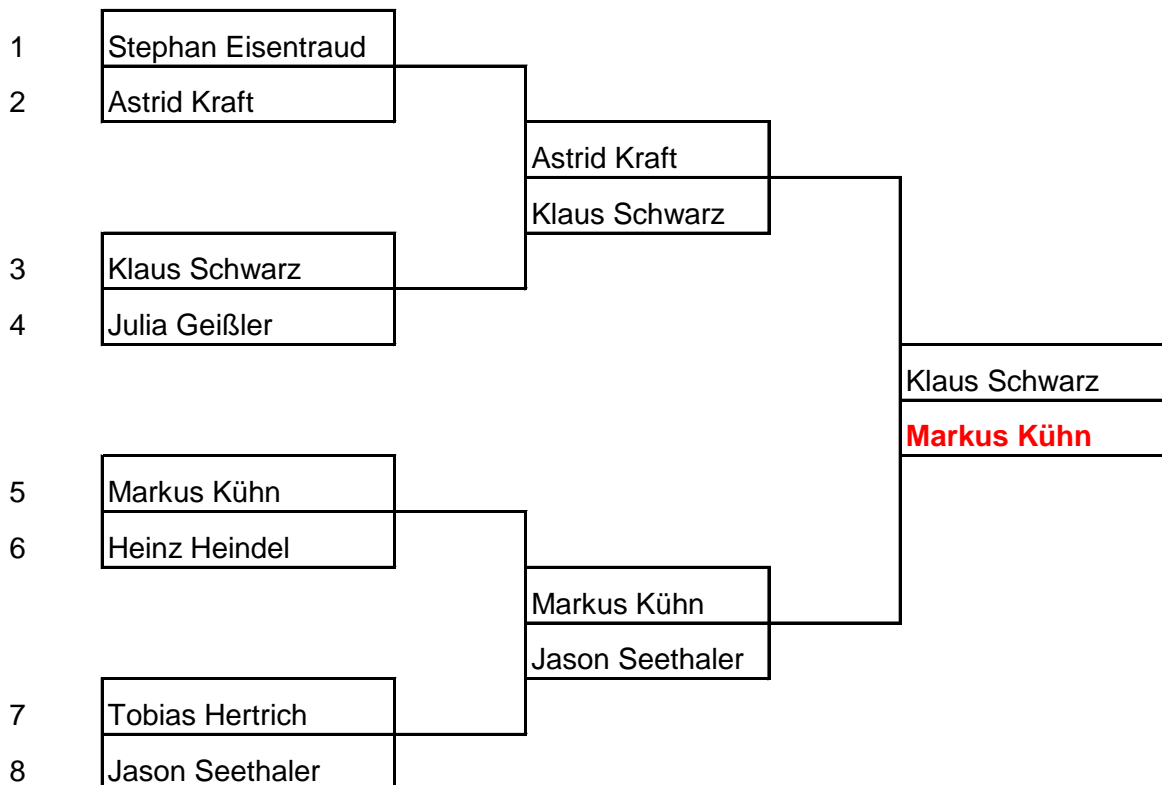 1 Stephan Eisentraud
2 Astrid Kraft
Astrid Kraft
Klaus Schwarz
3 Klaus Schwarz
4 Julia Geißler
Klaus Schwarz
Markus Kühn
5 Markus Kühn
6 Heinz Heindel
Markus Kühn
Jason Seethaler
7 Tobias Hertrich
8 Jason Seethaler